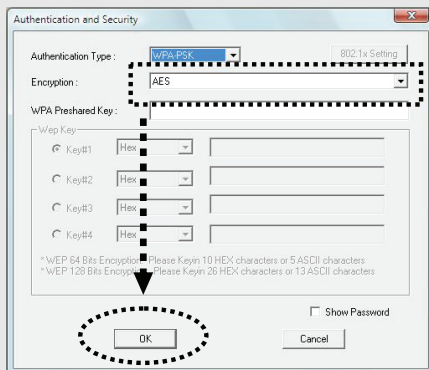 Authentication and Security
Authentication Type : WPA-PSK 802.1x Setting
Encryption : AES
WPA Preshared Key :
Wep Key
Key#1 Hex
Key#2 Hex
Key#3 Hex
Key#4 Hex
* WEP 64 Bits Encryption Please Keyin 10 HEX characters or 5 ASCII characters
* WEP 128 Bits Encryption Please Keyin 26 HEX characters or 13 ASCII characters
Show Password
OK Cancel